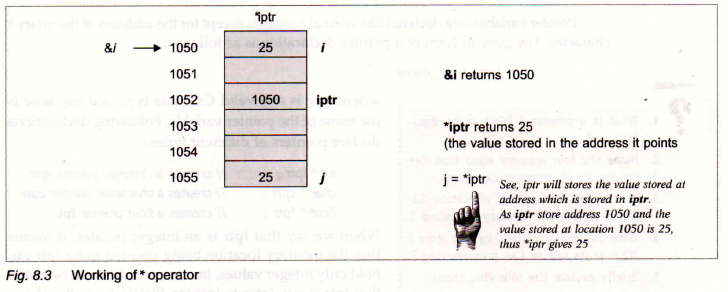 *iptr
&i 1050 25 i
1051
1052 1050 iptr
1053
1054
1055 25 j
&i returns 1050
*iptr returns 25
(the value stored in the address it points
j = *iptr
See, iptr will stores the value stored at
address which is stored in iptr.
As iptr store address 1050 and the
value stored at location 1050 is 25,
thus *iptr gives 25
Fig. 8.3 Working of * operator